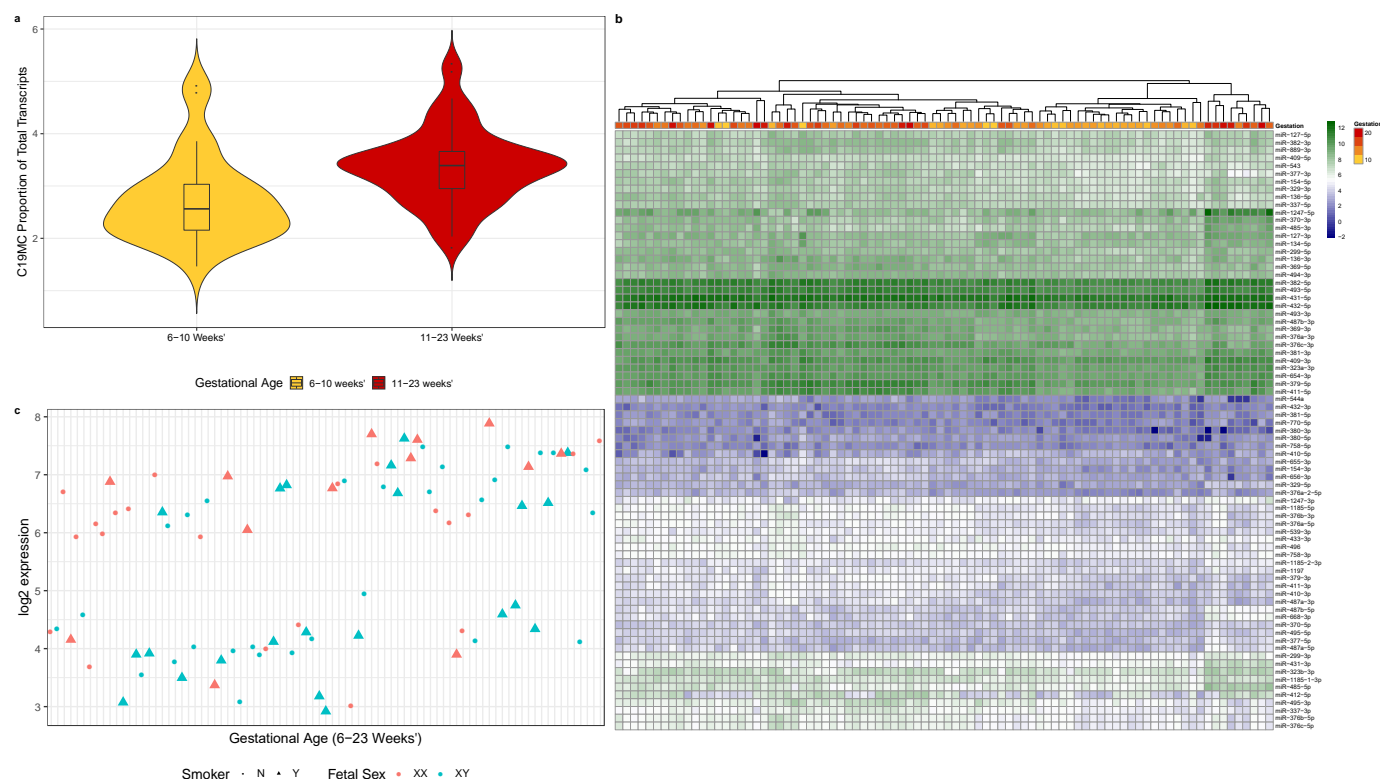 a
C19MC Proportion of Total Transcripts
6
4
2
6−10 Weeks'
11−23 Weeks'
Gestational Age
6−10 weeks'
11−23 weeks'
b
Gestation
miR−127−5p
miR−382−3p
miR−889−3p
miR−409−5p
miR−543
miR−377−3p
miR−154−5p
miR−329−3p
miR−136−5p
miR−337−5p
miR−1247−5p
miR−370−3p
miR−485−3p
miR−127−3p
miR−134−5p
miR−299−5p
miR−136−3p
miR−369−5p
miR−494−3p
miR−382−5p
miR−493−5p
miR−431−5p
miR−432−5p
miR−493−3p
miR−487b−3p
miR−369−3p
miR−376a−3p
miR−376c−3p
miR−381−3p
miR−409−3p
miR−323a−3p
miR−654−3p
miR−379−5p
miR−411−5p
miR−544a
miR−432−3p
miR−381−5p
miR−770−5p
miR−380−3p
miR−380−5p
miR−758−5p
miR−410−5p
miR−655−3p
miR−154−3p
miR−656−3p
miR−329−5p
miR−376a−2−5p
miR−1247−3p
miR−1185−5p
miR−376b−3p
miR−376a−5p
miR−539−3p
miR−433−3p
miR−496
miR−758−3p
miR−1185−2−3p
miR−1197
miR−379−3p
miR−411−3p
miR−410−3p
miR−487a−3p
miR−487b−5p
miR−668−3p
miR−370−5p
miR−495−5p
miR−377−5p
miR−487a−5p
miR−299−3p
miR−431−3p
miR−323b−3p
miR−1185−1−3p
miR−485−5p
miR−412−5p
miR−495−3p
miR−337−3p
miR−376b−5p
miR−376c−5p
12
10
8
6
4
2
0
−2
Gestation
20
10
c
log2 expression
8
7
6
5
4
3
Gestational Age (6−23 Weeks')
Smoker N Y Fetal Sex XX XY